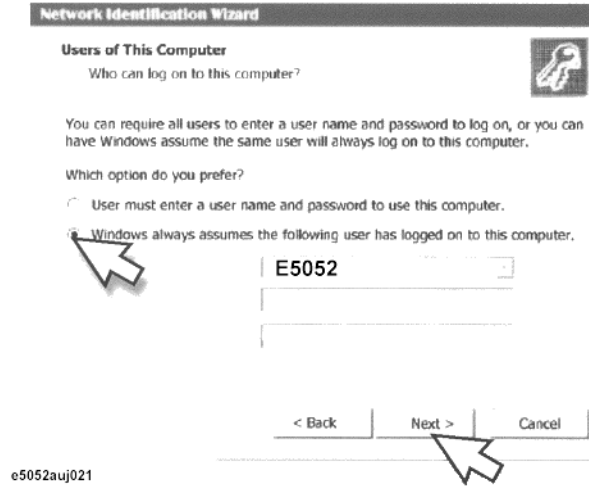 Network Identification Wizard
Users of This Computer
Who can log on to this computer?
You can require all users to enter a user name and password to log on, or you can
have Windows assume the same user will always log on to this computer.
Which option do you prefer?
User must enter a user name and password to use this computer.
Windows always assumes the following user has logged on to this computer.
E5052
< Back Next > Cancel
e5052auj021